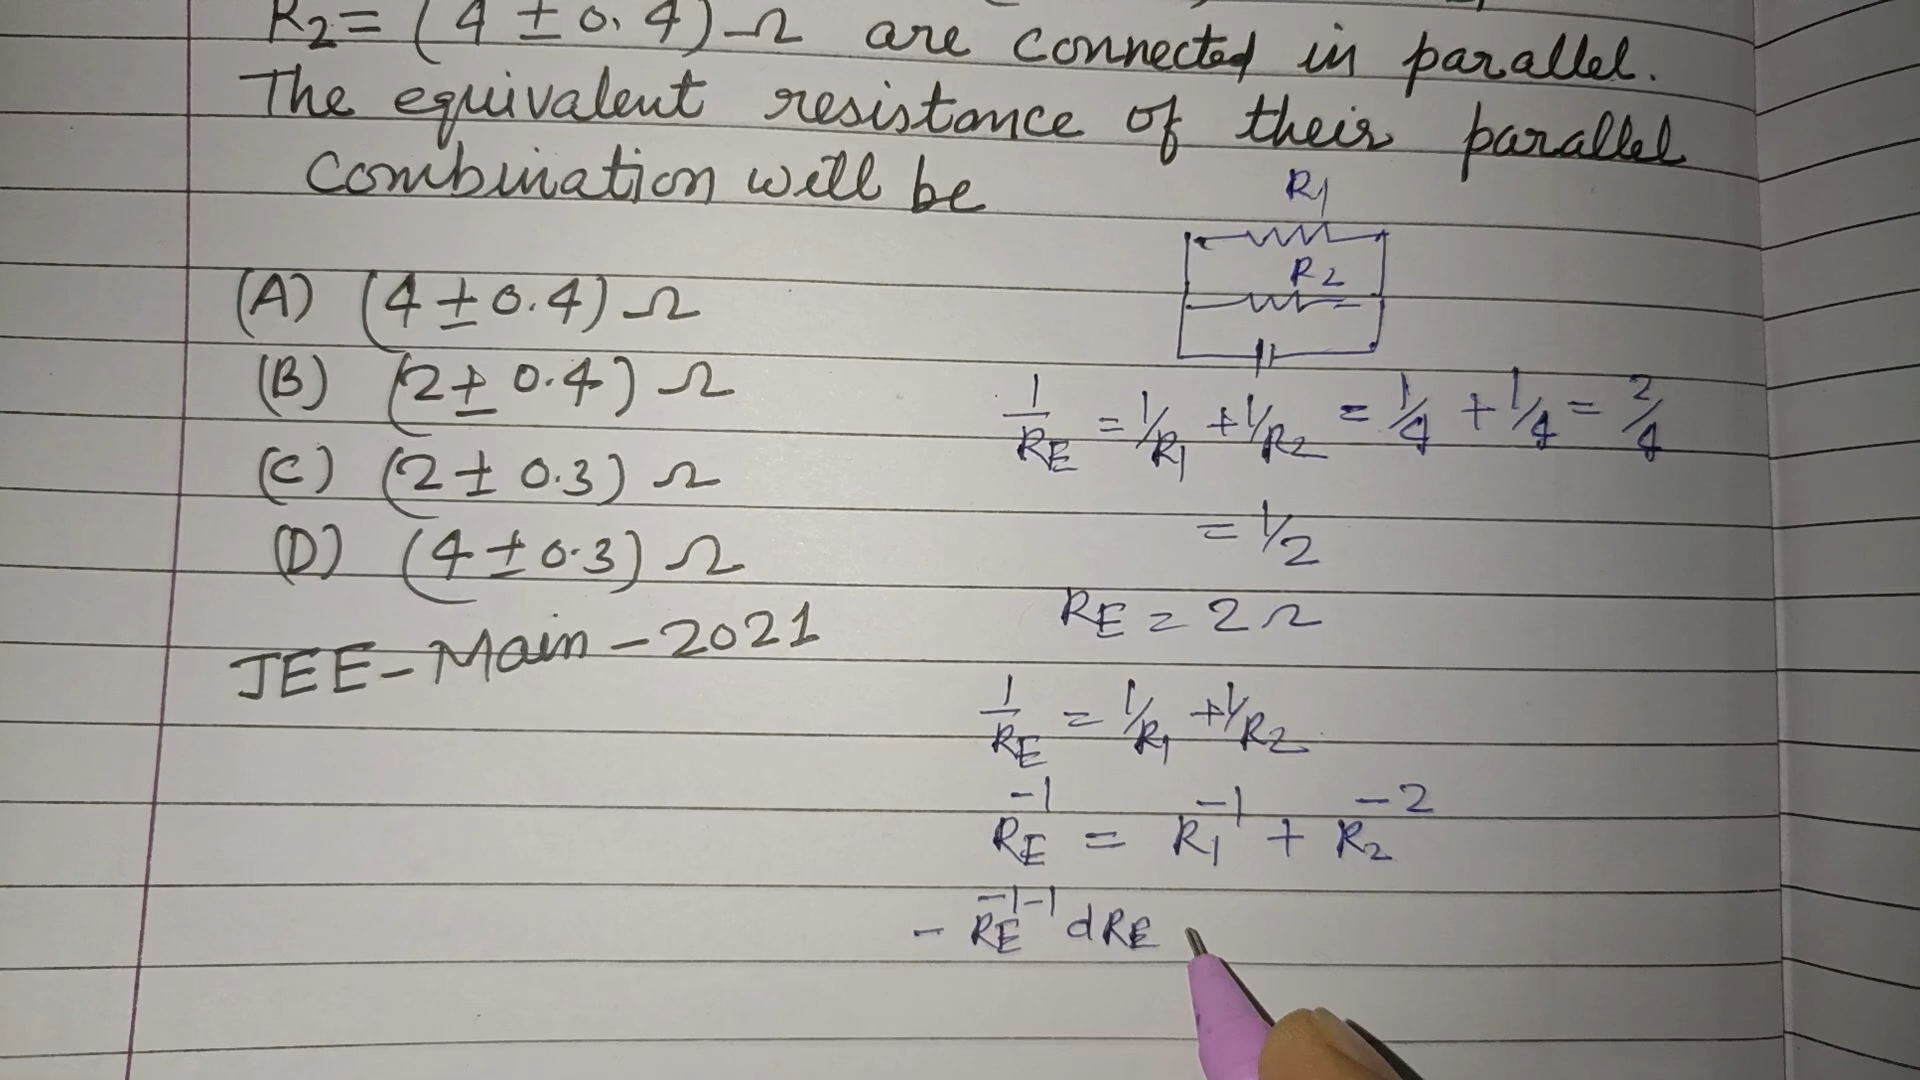 R2 = (4 ± 0.4) Ω are connected in parallel.
The equivalent resistance of their parallel
combination will be
R1
R2
(A) (4 ± 0.4) Ω
(B) (2 ± 0.4) Ω
(C) (2 ± 0.3) Ω
(D) (4 ± 0.3) Ω
JEE-Main-2021
1/RE = 1/R1 + 1/R2 = 1/4 + 1/4 = 2/4
= 1/2
RE = 2 Ω
1/RE = 1/R1 + 1/R2
RE^-1 = R1^-1 + R2^-2
- RE^-1-1 dRE